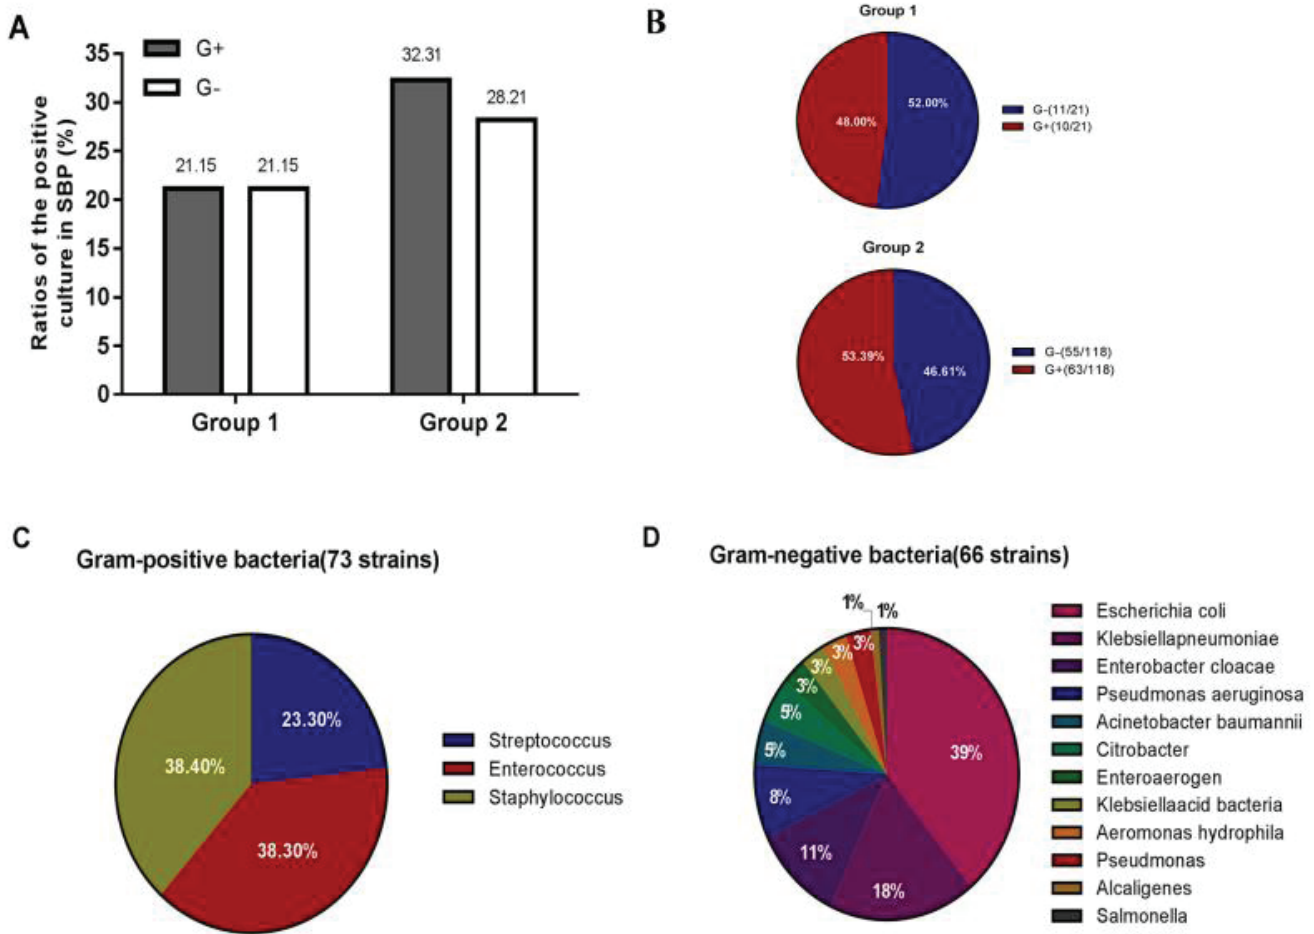 A
G+
G-
Ratios of the positive
culture in SBP (%)
35
30
25
20
15
10
5
0
21.15
21.15
32.31
28.21
Group 1
Group 2
B
Group 1
52.00%
48.00%
G-(11/21)
G+(10/21)
Group 2
53.39%
46.61%
G-(55/118)
G+(63/118)
C
Gram-positive bacteria(73 strains)
23.30%
38.40%
38.30%
Streptococcus
Enterococcus
Staphylococcus
D
Gram-negative bacteria(66 strains)
1%
1%
3%
3%
3%
3%
5%
5%
8%
11%
18%
39%
Escherichia coli
Klebsiellapneumoniae
Enterobacter cloacae
Pseudmonas aeruginosa
Acinetobacter baumannii
Citrobacter
Enteroaerogen
Klebsiellaacid bacteria
Aeromonas hydrophila
Pseudmonas
Alcaligenes
Salmonella